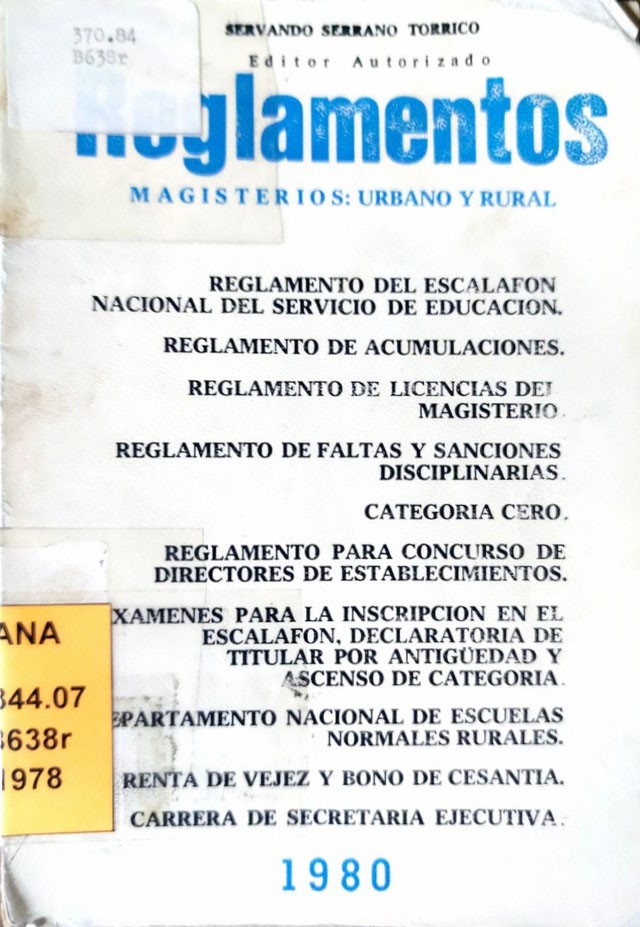 370.84
B638r
SERVANDO SERRANO TORRICO
Editor Autorizado
Reglamentos
MAGISTERIOS: URBANO Y RURAL
REGLAMENTO DEL ESCALAFON
NACIONAL DEL SERVICIO DE EDUCACION.
REGLAMENTO DE ACUMULACIONES.
REGLAMENTO DE LICENCIAS DEL
MAGISTERIO.
REGLAMENTO DE FALTAS Y SANCIONES
DISCIPLINARIAS.
CATEGORIA CERO.
REGLAMENTO PARA CONCURSO DE
DIRECTORES DE ESTABLECIMIENTOS.
XAMENES PARA LA INSCRIPCION EN EL
ESCALAFON, DECLARATORIA DE
TITULAR POR ANTIGÜEDAD Y
ASCENSO DE CATEGORIA.
EPARTAMENTO NACIONAL DE ESCUELAS
NORMALES RURALES.
RENTA DE VEJEZ Y BONO DE CESANTIA.
CARRERA DE SECRETARIA EJECUTIVA.
1980
ANA
344.07
B638r
1978